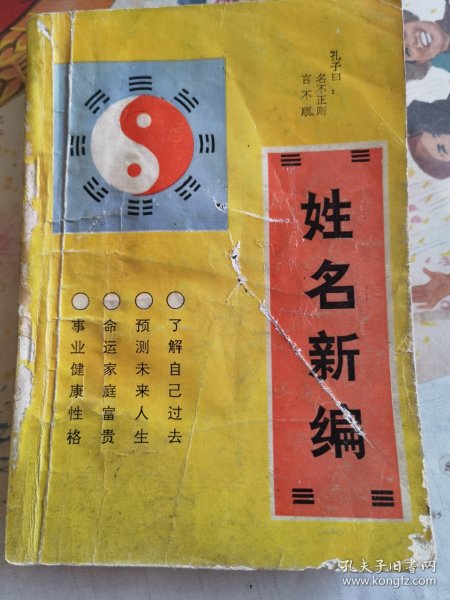 孔子曰：
名不正则
言不顺
姓名新编
○了解自己过去
○预测未来人生
○命运家庭富贵
○事业健康性格
孔夫子旧书网
www.kongfz.com